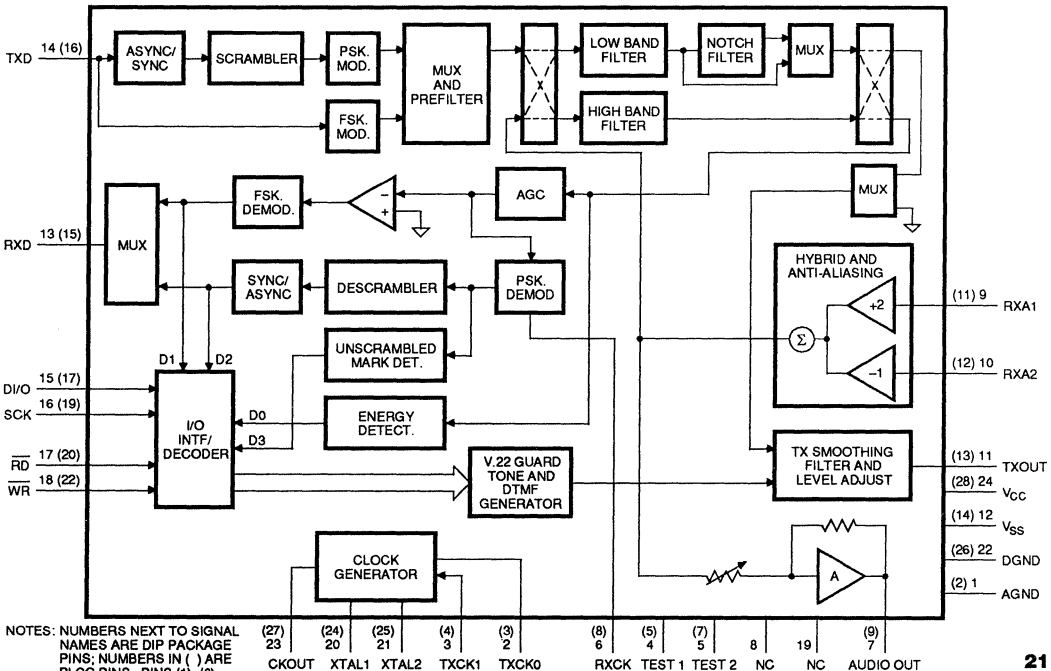 TXD
14 (16)
ASYNC/
SYNC
SCRAMBLER
PSK.
MOD.
FSK.
MOD.
MUX
AND
PREFILTER
LOW BAND
FILTER
HIGH BAND
FILTER
NOTCH
FILTER
MUX
RXD
13 (15)
MUX
FSK.
DEMOD.
−
+
AGC
MUX
SYNC/
ASYNC
DESCRAMBLER
PSK.
DEMOD
UNSCRAMBLED
MARK DET.
ENERGY
DETECT.
HYBRID AND
ANTI-ALIASING
+2
−1
Σ
(11) 9
RXA1
(12) 10
RXA2
D1
D2
D0
D3
DI/O
15 (17)
SCK
16 (19)
RD
17 (20)
WR
18 (22)
I/O
INTF/
DECODER
V.22 GUARD
TONE AND
DTMF
GENERATOR
TX SMOOTHING
FILTER AND
LEVEL ADJUST
(13) 11
TXOUT
(28) 24
VCC
(14) 12
VSS
(26) 22
DGND
(2) 1
AGND
A
CLOCK
GENERATOR
NOTES: NUMBERS NEXT TO SIGNAL
NAMES ARE DIP PACKAGE
PINS; NUMBERS IN ( ) ARE
(27)
23
CKOUT
(24)
20
XTAL1
(25)
21
XTAL2
(4)
3
TXCK1
(3)
2
TXCK0
(8)
6
RXCK
(5)
4
TEST 1
(7)
5
TEST 2
8
NC
19
NC
(9)
7
AUDIO OUT
21